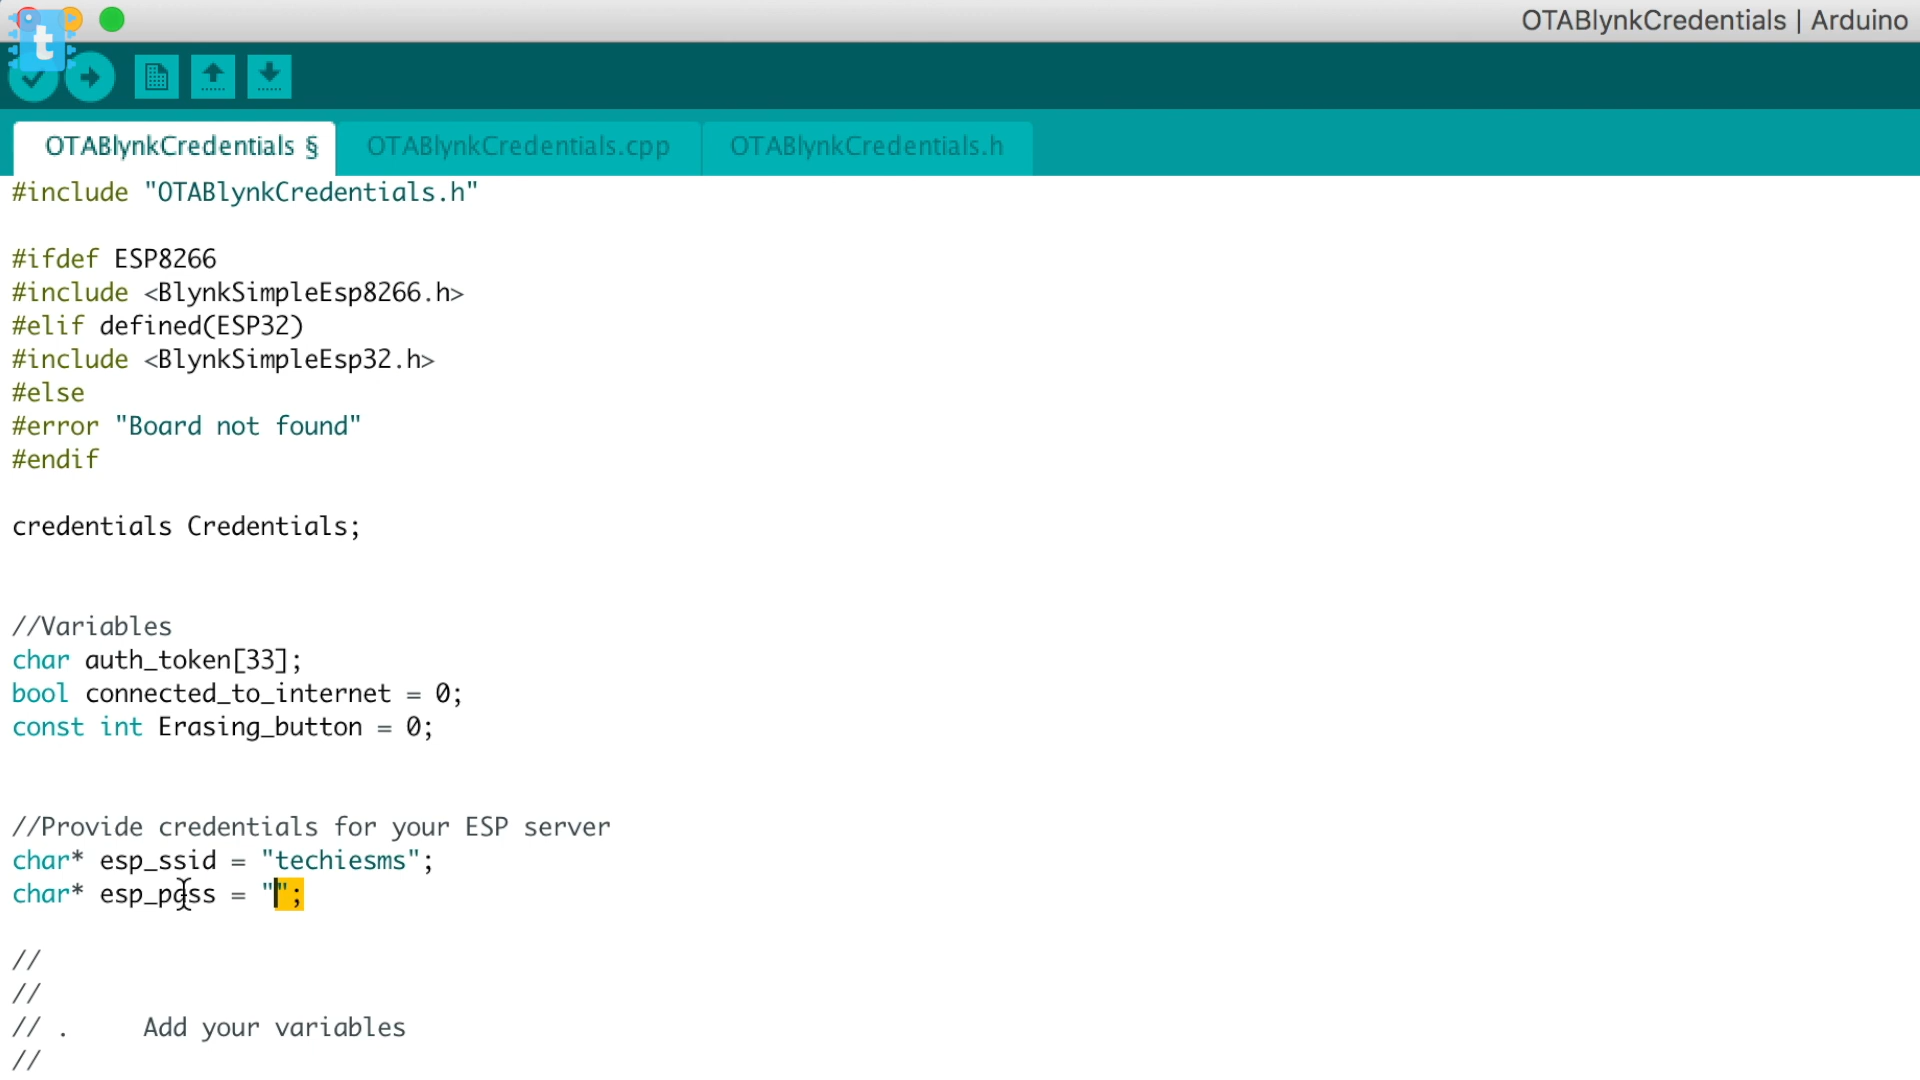 OTABlynkCredentials | Arduino
t
OTABlynkCredentials § OTABlynkCredentials.cpp OTABlynkCredentials.h
#include "OTABlynkCredentials.h"
#ifdef ESP8266
#include <BlynkSimpleEsp8266.h>
#elif defined(ESP32)
#include <BlynkSimpleEsp32.h>
#else
#error "Board not found"
#endif
credentials Credentials;
//Variables
char auth_token[33];
bool connected_to_internet = 0;
const int Erasing_button = 0;
//Provide credentials for your ESP server
char* esp_ssid = "techiesms";
char* esp_pass = "";
//
//
// .     Add your variables
//